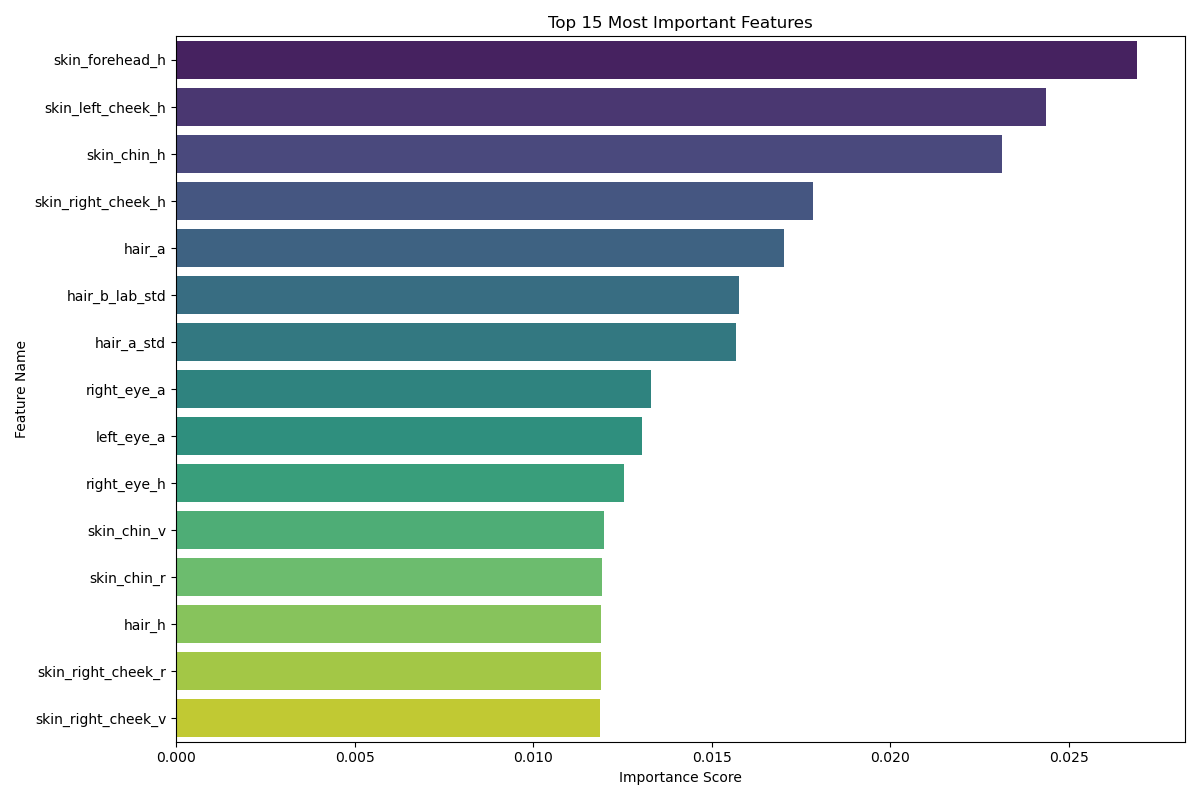 Top 15 Most Important Features
Feature Name
skin_forehead_h
skin_left_cheek_h
skin_chin_h
skin_right_cheek_h
hair_a
hair_b_lab_std
hair_a_std
right_eye_a
left_eye_a
right_eye_h
skin_chin_v
skin_chin_r
hair_h
skin_right_cheek_r
skin_right_cheek_v
0.000 0.005 0.010 0.015 0.020 0.025
Importance Score